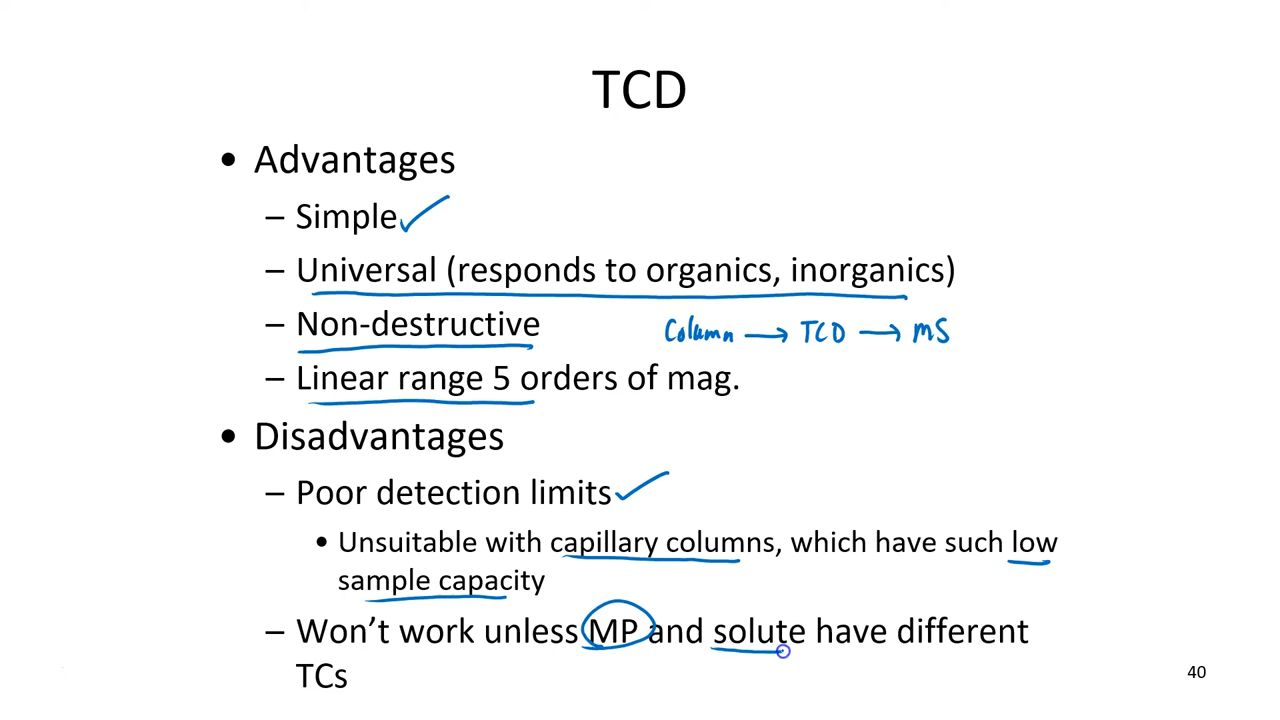 TCD
• Advantages
– Simple
– Universal (responds to organics, inorganics)
– Non-destructive
Column → TCD → MS
– Linear range 5 orders of mag.
• Disadvantages
– Poor detection limits
• Unsuitable with capillary columns, which have such low
sample capacity
– Won’t work unless MP and solute have different
TCs
40